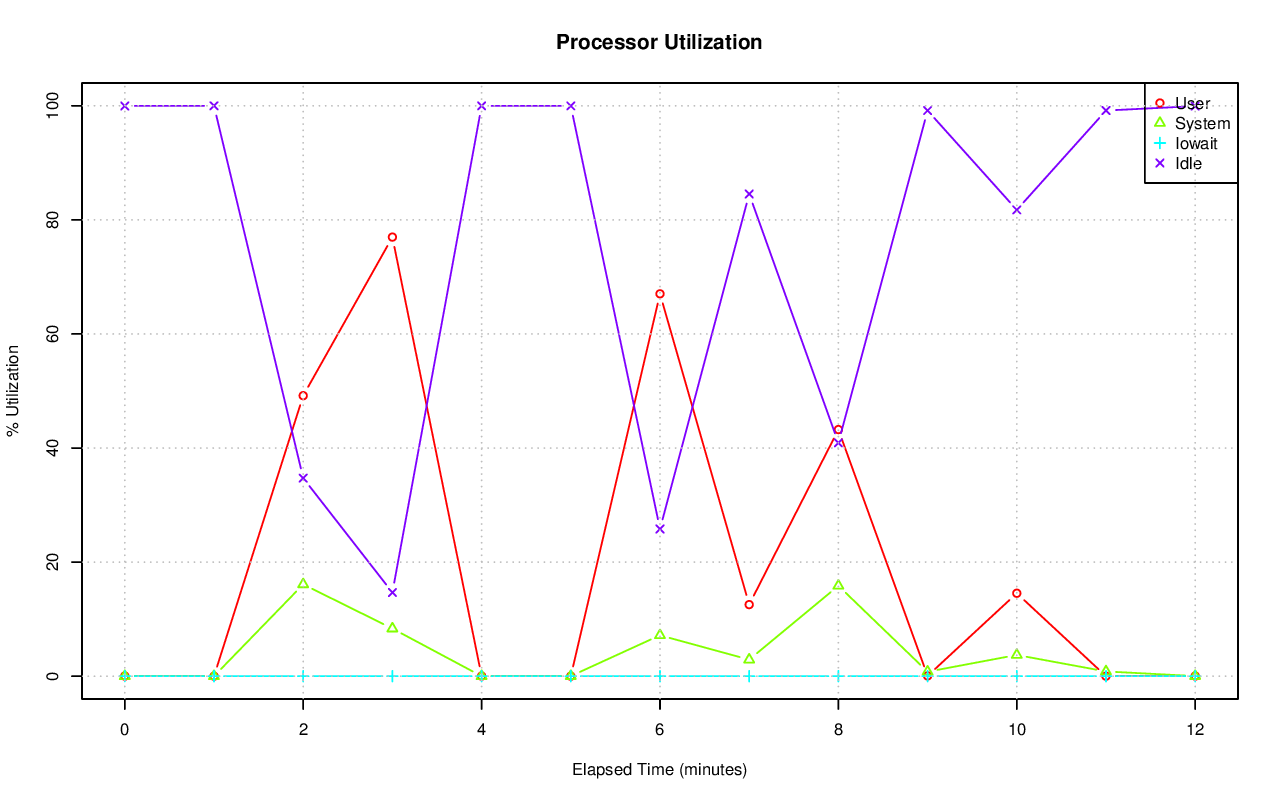 Processor Utilization
% Utilization
100
80
60
40
20
0
User
System
Iowait
Idle
0 2 4 6 8 10 12
Elapsed Time (minutes)